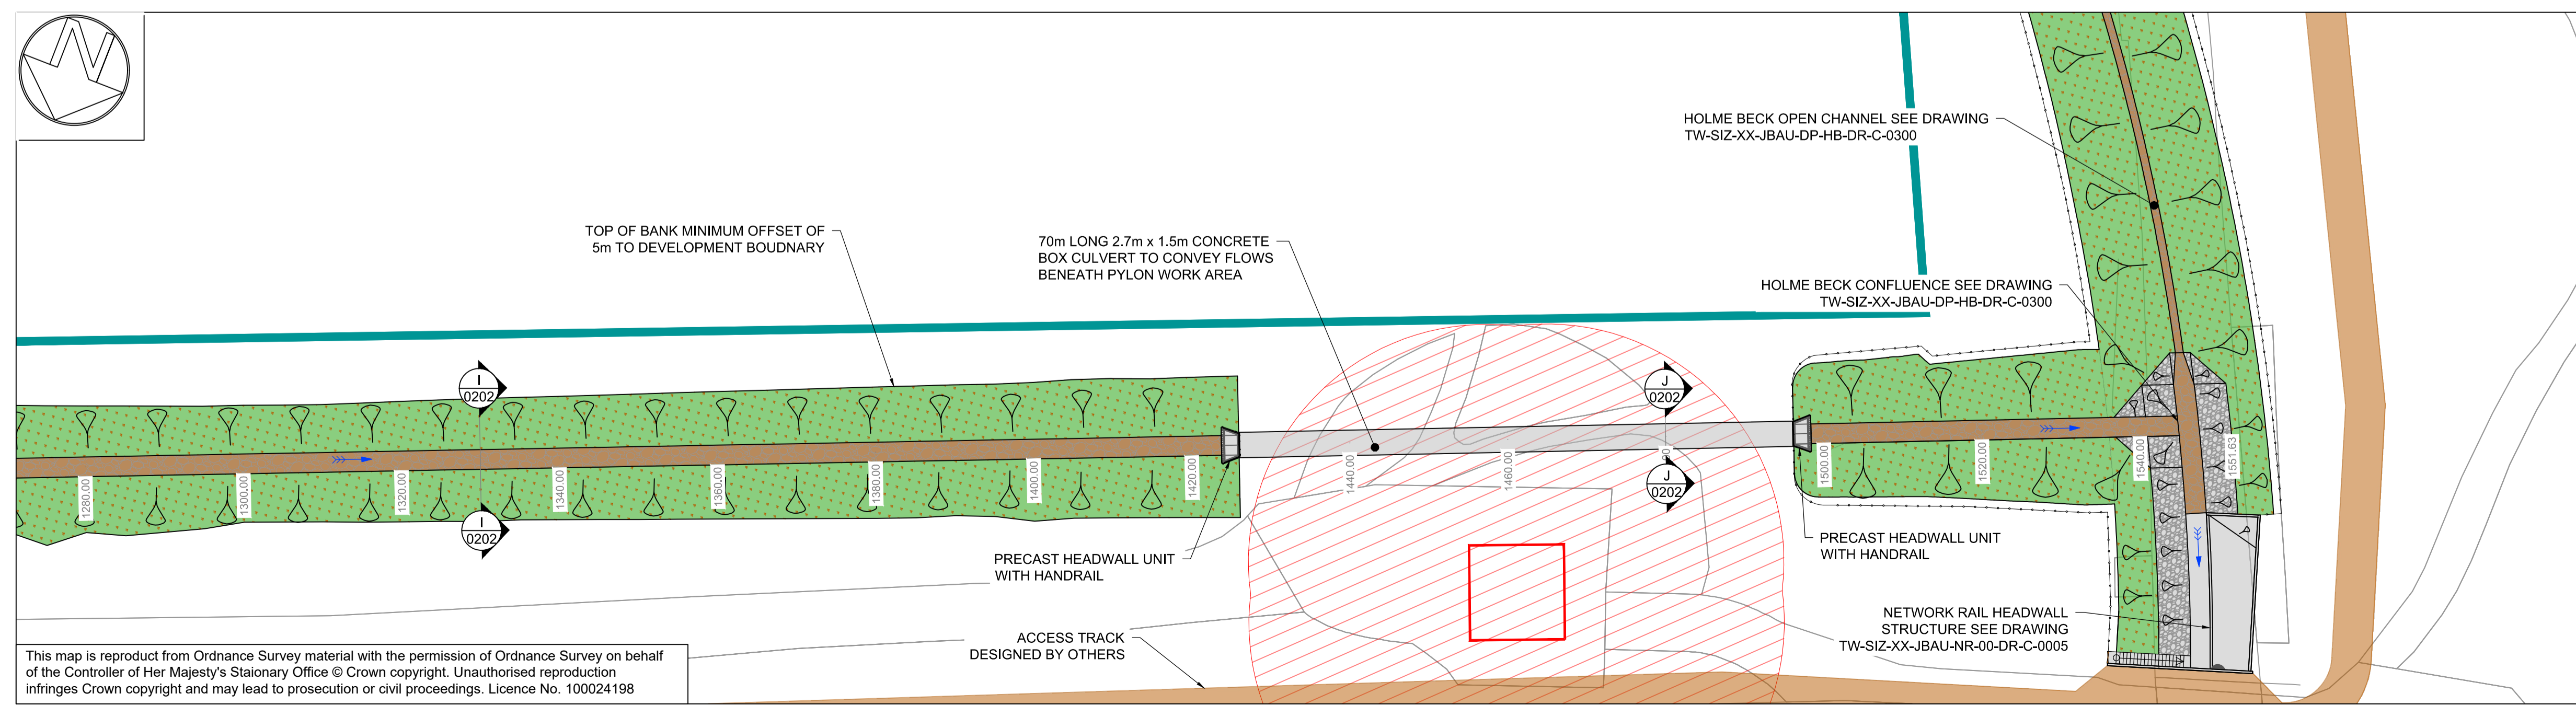 N
HOLME BECK OPEN CHANNEL SEE DRAWING
TW-SIZ-XX-JBAU-DP-HB-DR-C-0300
TOP OF BANK MINIMUM OFFSET OF
5m TO DEVELOPMENT BOUDNARY
70m LONG 2.7m x 1.5m CONCRETE
BOX CULVERT TO CONVEY FLOWS
BENEATH PYLON WORK AREA
HOLME BECK CONFLUENCE SEE DRAWING
TW-SIZ-XX-JBAU-DP-HB-DR-C-0300
I
0202
J
0202
1280.00
1300.00
1320.00
1340.00
1360.00
1380.00
1400.00
1420.00
1440.00
1460.00
1500.00
1520.00
1540.00
1551.63
I
0202
J
0202
PRECAST HEADWALL UNIT
WITH HANDRAIL
PRECAST HEADWALL UNIT
WITH HANDRAIL
ACCESS TRACK
DESIGNED BY OTHERS
NETWORK RAIL HEADWALL
STRUCTURE SEE DRAWING
TW-SIZ-XX-JBAU-NR-00-DR-C-0005
This map is reproduct from Ordnance Survey material with the permission of Ordnance Survey on behalf
of the Controller of Her Majesty's Staionary Office © Crown copyright. Unauthorised reproduction
infringes Crown copyright and may lead to prosecution or civil proceedings. Licence No. 100024198